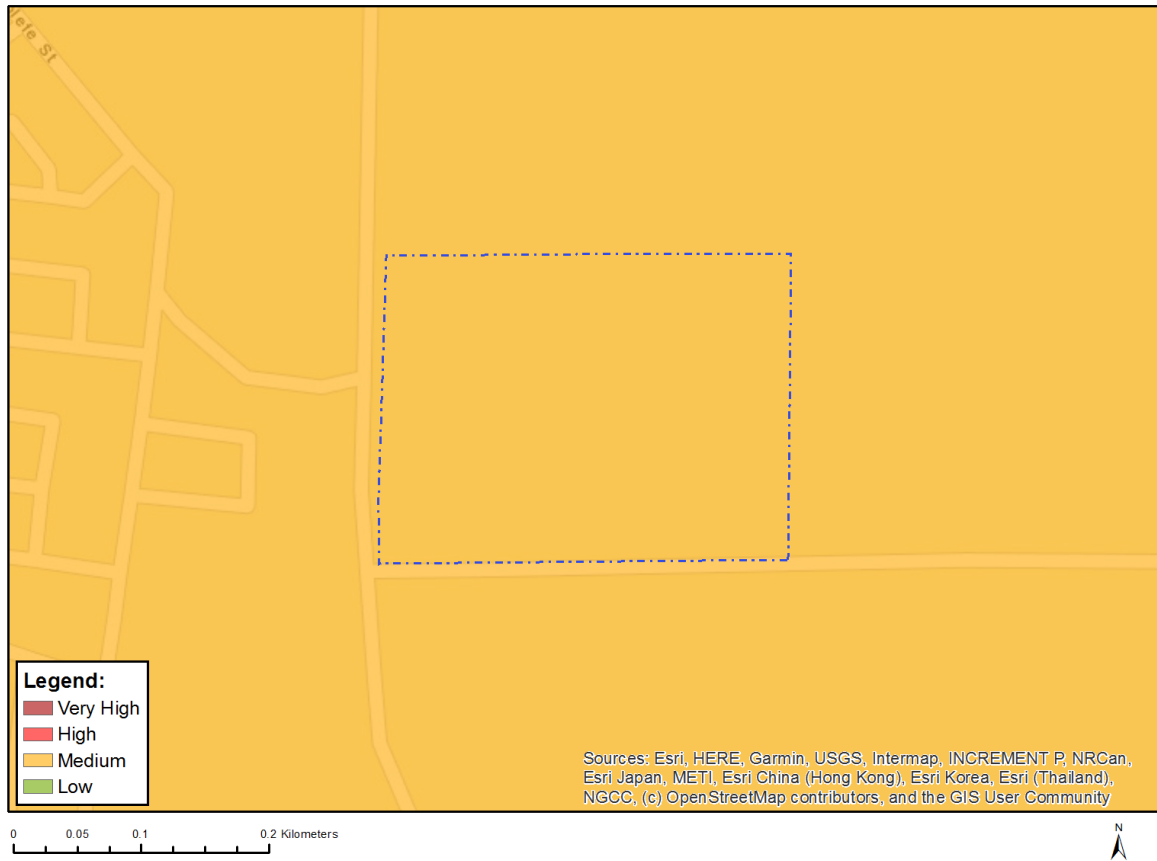 St
Legend:
Very High
High
Medium
Low
Sources: Esri, HERE, Garmin, USGS, Intermap, INCREMENT P, NRCan,
Esri Japan, METI, Esri China (Hong Kong), Esri Korea, Esri (Thailand),
NGCC, (c) OpenStreetMap contributors, and the GIS User Community
0 0.05 0.1 0.2 Kilometers
N